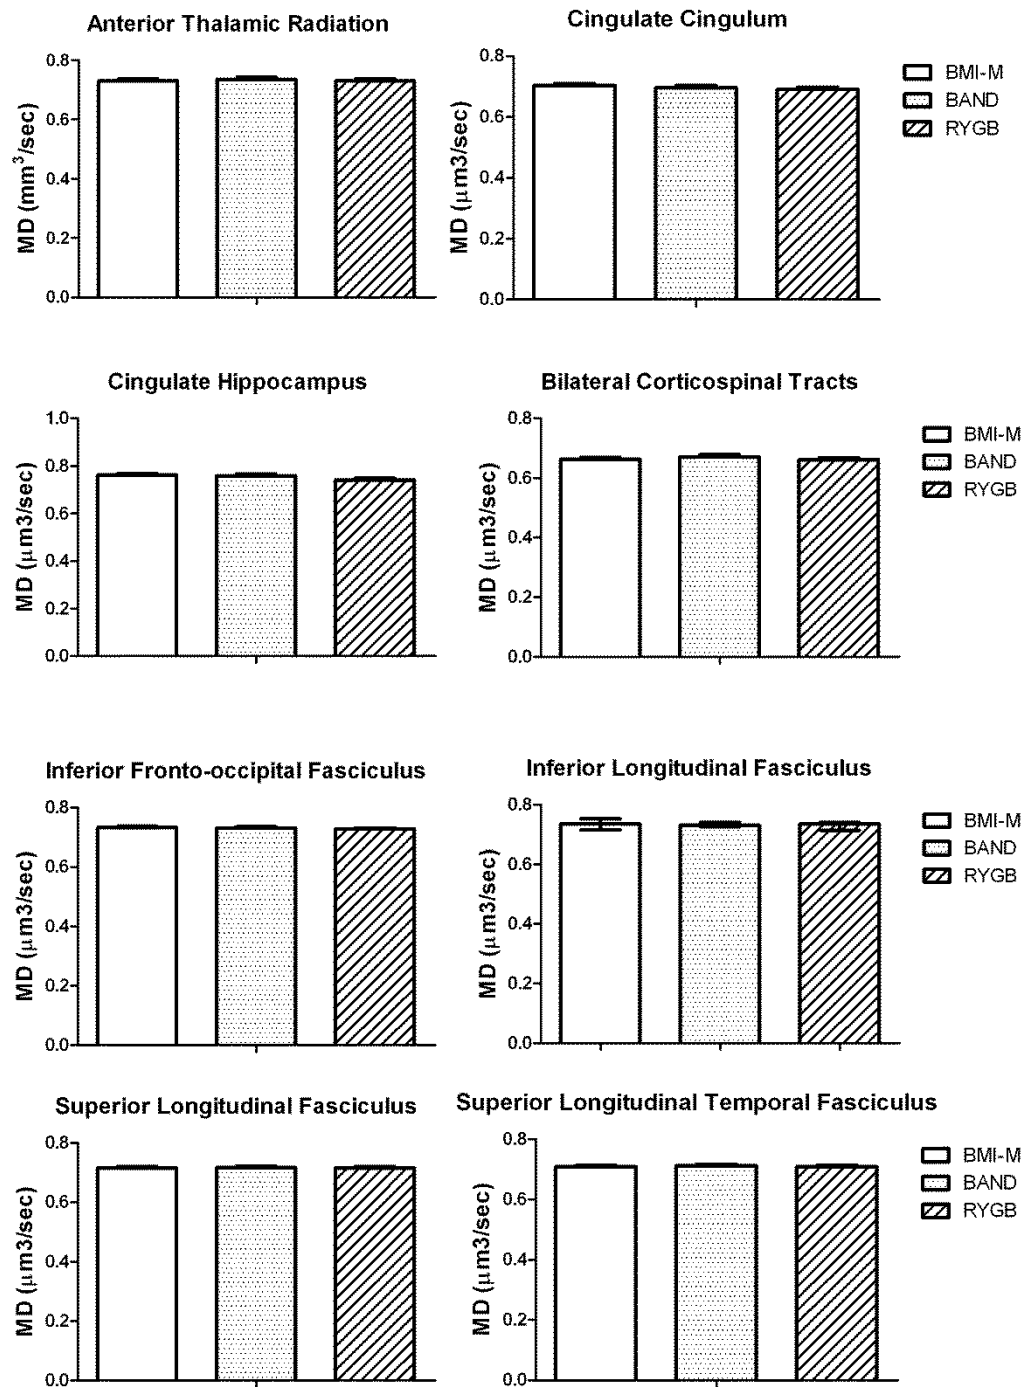 Anterior Thalamic Radiation
MD (mm³/sec)
0.8
0.6
0.4
0.2
0.0
Cingulate Cingulum
MD (μm3/sec)
0.8
0.6
0.4
0.2
0.0
BMI-M
BAND
RYGB
Cingulate Hippocampus
MD (μm3/sec)
1.0
0.8
0.6
0.4
0.2
0.0
Bilateral Corticospinal Tracts
MD (μm3/sec)
0.8
0.6
0.4
0.2
0.0
BMI-M
BAND
RYGB
Inferior Fronto-occipital Fasciculus
MD (μm3/sec)
0.8
0.6
0.4
0.2
0.0
Inferior Longitudinal Fasciculus
MD (μm3/sec)
0.8
0.6
0.4
0.2
0.0
BMI-M
BAND
RYGB
Superior Longitudinal Fasciculus
MD (μm3/sec)
0.8
0.6
0.4
0.2
0.0
Superior Longitudinal Temporal Fasciculus
MD (μm3/sec)
0.8
0.6
0.4
0.2
0.0
BMI-M
BAND
RYGB